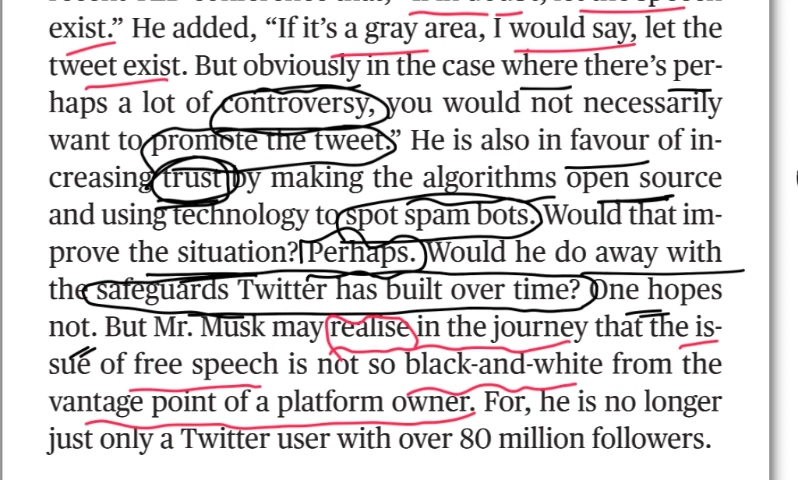 exist.” He added, “If it’s a gray area, I would say, let the
tweet exist. But obviously in the case where there’s per-
haps a lot of controversy, you would not necessarily
want to promote the tweet.” He is also in favour of in-
creasing trust by making the algorithms open source
and using technology to spot spam bots. Would that im-
prove the situation? Perhaps. Would he do away with
the safeguards Twitter has built over time? One hopes
not. But Mr. Musk may realise in the journey that the is-
sue of free speech is not so black-and-white from the
vantage point of a platform owner. For, he is no longer
just only a Twitter user with over 80 million followers.